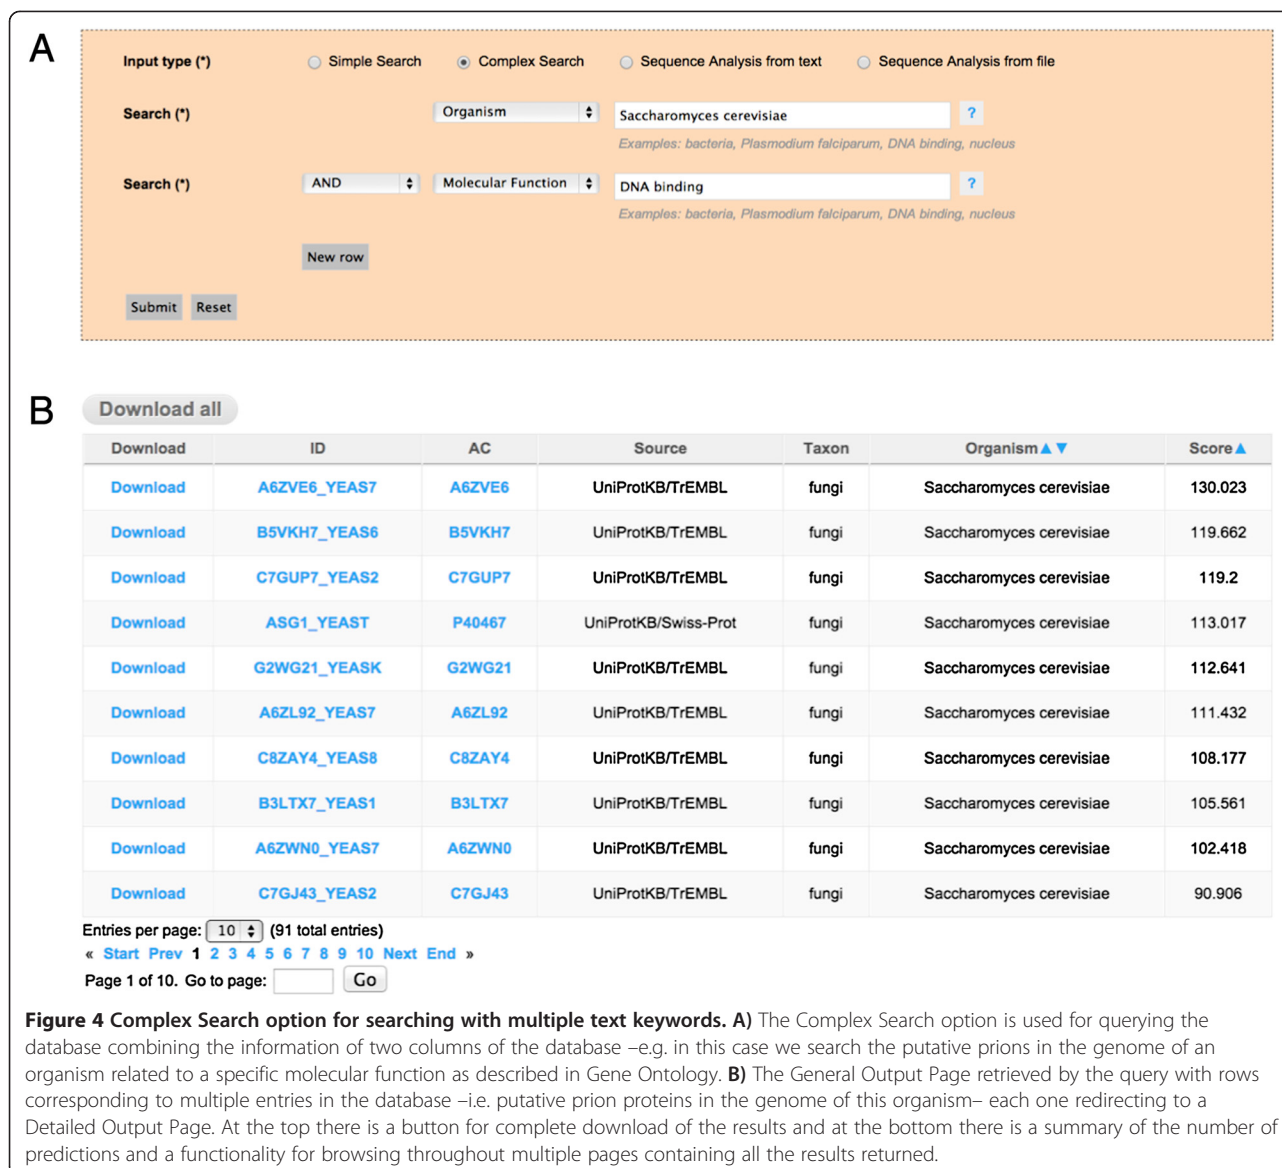 A
Input type (*) Simple Search Complex Search Sequence Analysis from text Sequence Analysis from file
Search (*) Organism Saccharomyces cerevisiae ?
Examples: bacteria, Plasmodium falciparum, DNA binding, nucleus
Search (*) AND Molecular Function DNA binding ?
Examples: bacteria, Plasmodium falciparum, DNA binding, nucleus
New row
Submit Reset
B
Download all
Download ID AC Source Taxon Organism▲▼ Score▲
Download A6ZVE6_YEAS7 A6ZVE6 UniProtKB/TrEMBL fungi Saccharomyces cerevisiae 130.023
Download B5VKH7_YEAS6 B5VKH7 UniProtKB/TrEMBL fungi Saccharomyces cerevisiae 119.662
Download C7GUP7_YEAS2 C7GUP7 UniProtKB/TrEMBL fungi Saccharomyces cerevisiae 119.2
Download ASG1_YEAST P40467 UniProtKB/Swiss-Prot fungi Saccharomyces cerevisiae 113.017
Download G2WG21_YEASK G2WG21 UniProtKB/TrEMBL fungi Saccharomyces cerevisiae 112.641
Download A6ZL92_YEAS7 A6ZL92 UniProtKB/TrEMBL fungi Saccharomyces cerevisiae 111.432
Download C8ZAY4_YEAS8 C8ZAY4 UniProtKB/TrEMBL fungi Saccharomyces cerevisiae 108.177
Download B3LTX7_YEAS1 B3LTX7 UniProtKB/TrEMBL fungi Saccharomyces cerevisiae 105.561
Download A6ZWN0_YEAS7 A6ZWN0 UniProtKB/TrEMBL fungi Saccharomyces cerevisiae 102.418
Download C7GJ43_YEAS2 C7GJ43 UniProtKB/TrEMBL fungi Saccharomyces cerevisiae 90.906
Entries per page: 10 (91 total entries)
« Start Prev 1 2 3 4 5 6 7 8 9 10 Next End »
Page 1 of 10. Go to page: Go
Figure 4 Complex Search option for searching with multiple text keywords. A) The Complex Search option is used for querying the
database combining the information of two columns of the database –e.g. in this case we search the putative prions in the genome of an
organism related to a specific molecular function as described in Gene Ontology. B) The General Output Page retrieved by the query with rows
corresponding to multiple entries in the database –i.e. putative prion proteins in the genome of this organism– each one redirecting to a
Detailed Output Page. At the top there is a button for complete download of the results and at the bottom there is a summary of the number of
predictions and a functionality for browsing throughout multiple pages containing all the results returned.